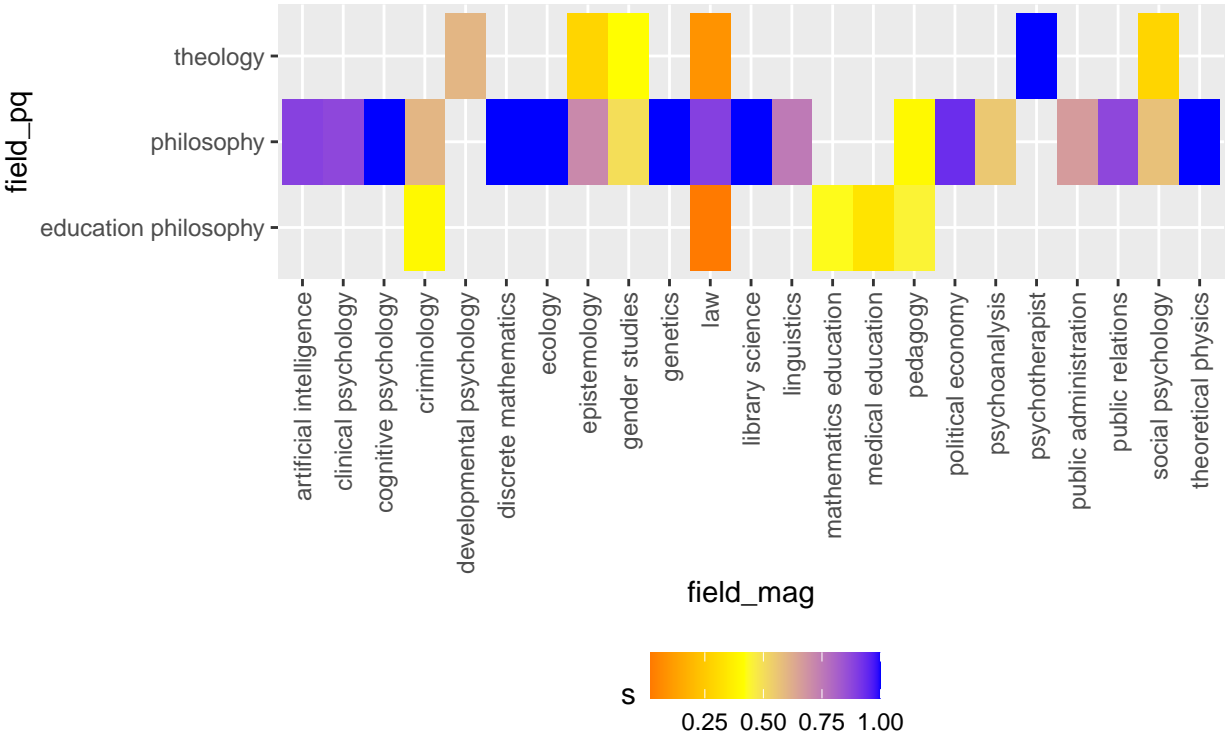 field_pq
theology
philosophy
education philosophy
artificial intelligence
clinical psychology
cognitive psychology
criminology
developmental psychology
discrete mathematics
ecology
epistemology
gender studies
genetics
law
library science
linguistics
mathematics education
medical education
pedagogy
political economy
psychoanalysis
psychotherapist
public administration
public relations
social psychology
theoretical physics
field_mag
s
0.25 0.50 0.75 1.00